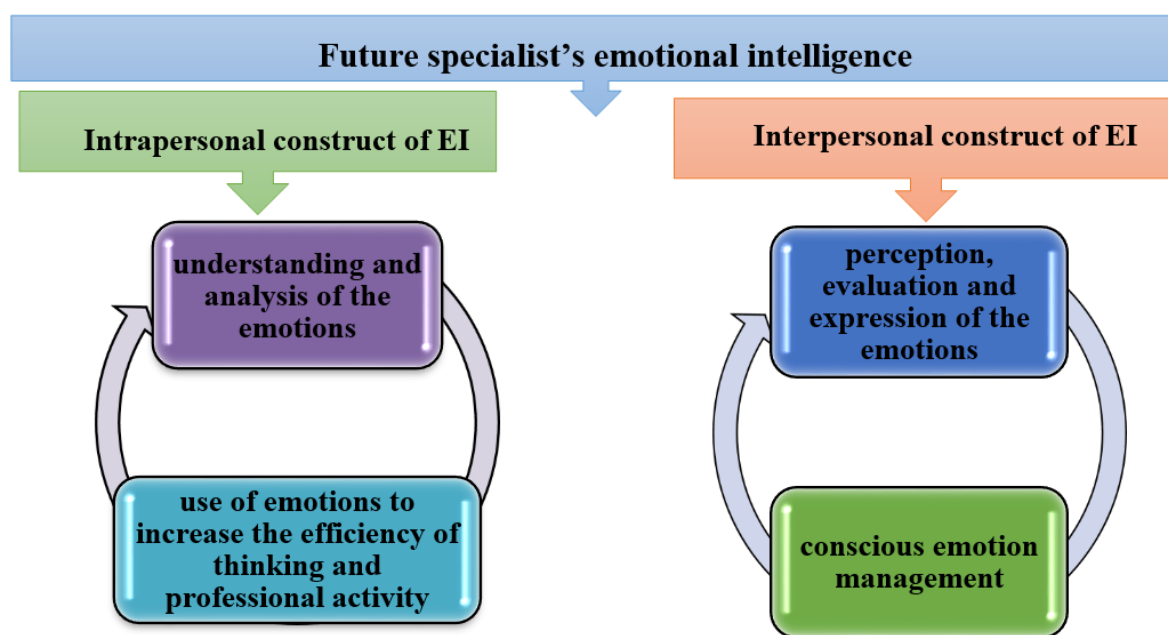 Future specialist's emotional intelligence
Intrapersonal construct of EI
Interpersonal construct of EI
understanding and
analysis of the
emotions
use of emotions to
increase the efficiency of
thinking and
professional activity
perception,
evaluation and
expression of the
emotions
conscious emotion
management